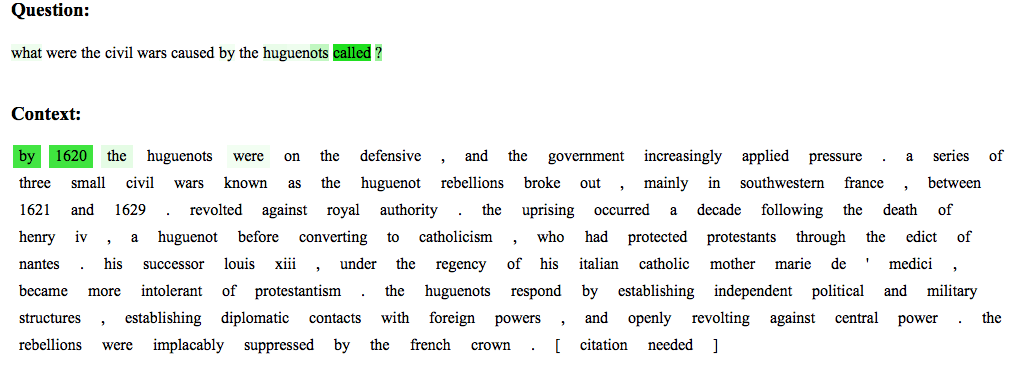 Question:
what were the civil wars caused by the huguenots called ?
Context:
by 1620 the huguenots were on the defensive , and the government increasingly applied pressure . a series of
three small civil wars known as the huguenot rebellions broke out , mainly in southwestern france , between
1621 and 1629 . revolted against royal authority . the uprising occurred a decade following the death of
henry iv , a huguenot before converting to catholicism , who had protected protestants through the edict of
nantes . his successor louis xiii , under the regency of his italian catholic mother marie de ' medici ,
became more intolerant of protestantism . the huguenots respond by establishing independent political and military
structures , establishing diplomatic contacts with foreign powers , and openly revolting against central power . the
rebellions were implacably suppressed by the french crown . [ citation needed ]